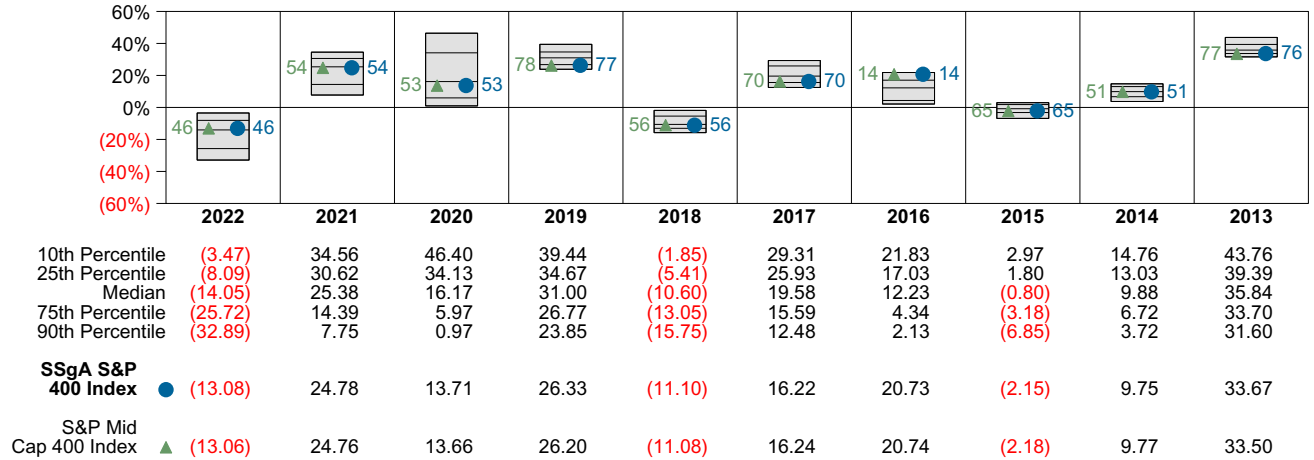 60%
40%
20%
0%
(20%)
(40%)
(60%)
46 46 54 54 53 53 78 77 56 56 70 70 14 14 65 65 51 51 77 76
2022 2021 2020 2019 2018 2017 2016 2015 2014 2013
10th Percentile (3.47) 34.56 46.40 39.44 (1.85) 29.31 21.83 2.97 14.76 43.76
25th Percentile (8.09) 30.62 34.13 34.67 (5.41) 25.93 17.03 1.80 13.03 39.39
Median (14.05) 25.38 16.17 31.00 (10.60) 19.58 12.23 (0.80) 9.88 35.84
75th Percentile (25.72) 14.39 5.97 26.77 (13.05) 15.59 4.34 (3.18) 6.72 33.70
90th Percentile (32.89) 7.75 0.97 23.85 (15.75) 12.48 2.13 (6.85) 3.72 31.60
SSgA S&P
400 Index (13.08) 24.78 13.71 26.33 (11.10) 16.22 20.73 (2.15) 9.75 33.67
S&P Mid
Cap 400 Index (13.06) 24.76 13.66 26.20 (11.08) 16.24 20.74 (2.18) 9.77 33.50